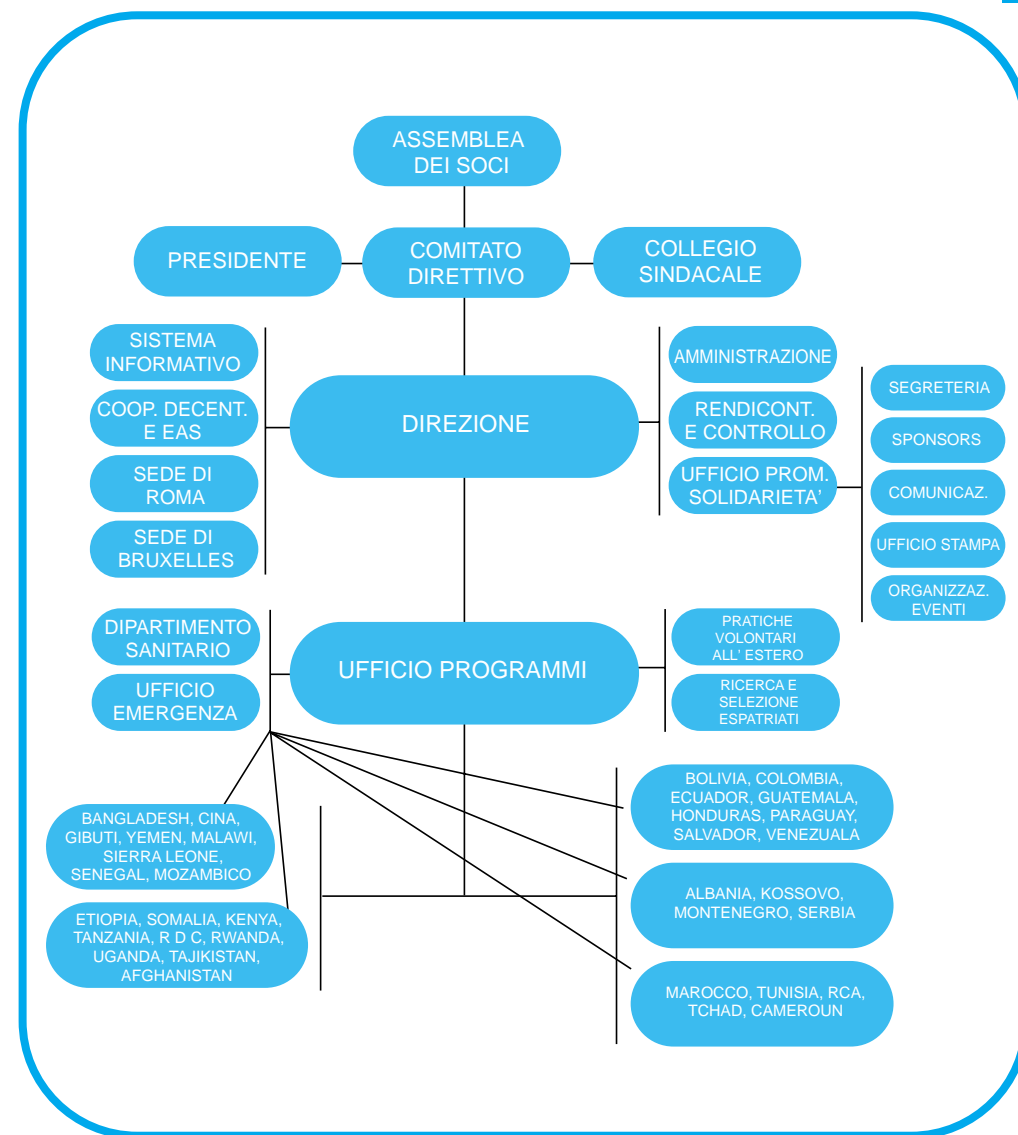 ASSEMBLEA
DEI SOCI
PRESIDENTE
COMITATO
DIRETTIVO
COLLEGIO
SINDACALE
SISTEMA
INFORMATIVO
COOP. DECENT.
E EAS
SEDE DI
ROMA
SEDE DI
BRUXELLES
DIREZIONE
AMMINISTRAZIONE
RENDICONT.
E CONTROLLO
UFFICIO PROM.
SOLIDARIETA'
SEGRETERIA
SPONSORS
COMUNICAZ.
UFFICIO STAMPA
ORGANIZZAZ.
EVENTI
DIPARTIMENTO
SANITARIO
UFFICIO
EMERGENZA
UFFICIO PROGRAMMI
PRATICHE
VOLONTARI
ALL' ESTERO
RICERCA E
SELEZIONE
ESPATRIATI
BANGLADESH, CINA,
GIBUTI, YEMEN, MALAWI,
SIERRA LEONE,
SENEGAL, MOZAMBICO
ETIOPIA, SOMALIA, KENYA,
TANZANIA, R D C, RWANDA,
UGANDA, TAJIKISTAN,
AFGHANISTAN
BOLIVIA, COLOMBIA,
ECUADOR, GUATEMALA,
HONDURAS, PARAGUAY,
SALVADOR, VENEZUALA
ALBANIA, KOSSOVO,
MONTENEGRO, SERBIA
MAROCCO, TUNISIA, RCA,
TCHAD, CAMEROUN